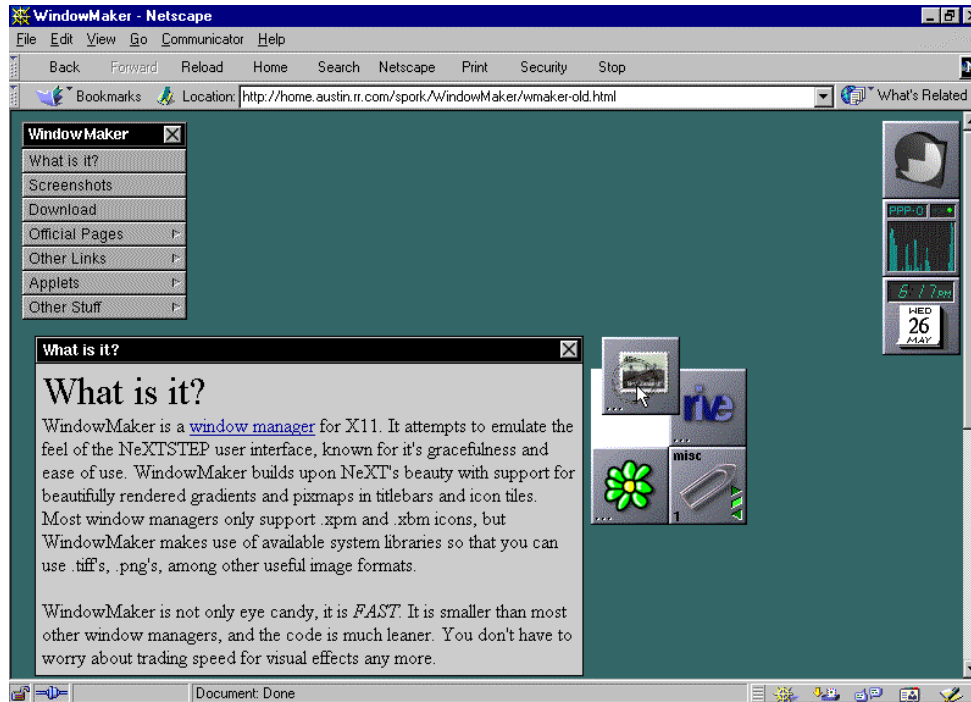 WindowMaker - Netscape
File Edit View Go Communicator Help
Back Forward Reload Home Search Netscape Print Security Stop
Bookmarks Location: http://home.austin.rr.com/spork/WindowMaker/wmaker-old.html What's Related
WindowMaker
What is it?
Screenshots
Download
Official Pages
Other Links
Applets
Other Stuff
PPP-0
6:17 PM
WED
26
MAY
What is it?
What is it?
WindowMaker is a window manager for X11. It attempts to emulate the
feel of the NeXTSTEP user interface, known for it's gracefulness and
ease of use. WindowMaker builds upon NeXT's beauty with support for
beautifully rendered gradients and pixmaps in titlebars and icon tiles.
Most window managers only support .xpm and .xbm icons, but
WindowMaker makes use of available system libraries so that you can
use .tiff's, .png's, among other useful image formats.
WindowMaker is not only eye candy, it is FAST. It is smaller than most
other window managers, and the code is much leaner. You don't have to
worry about trading speed for visual effects any more.
rive
misc
1
Document: Done